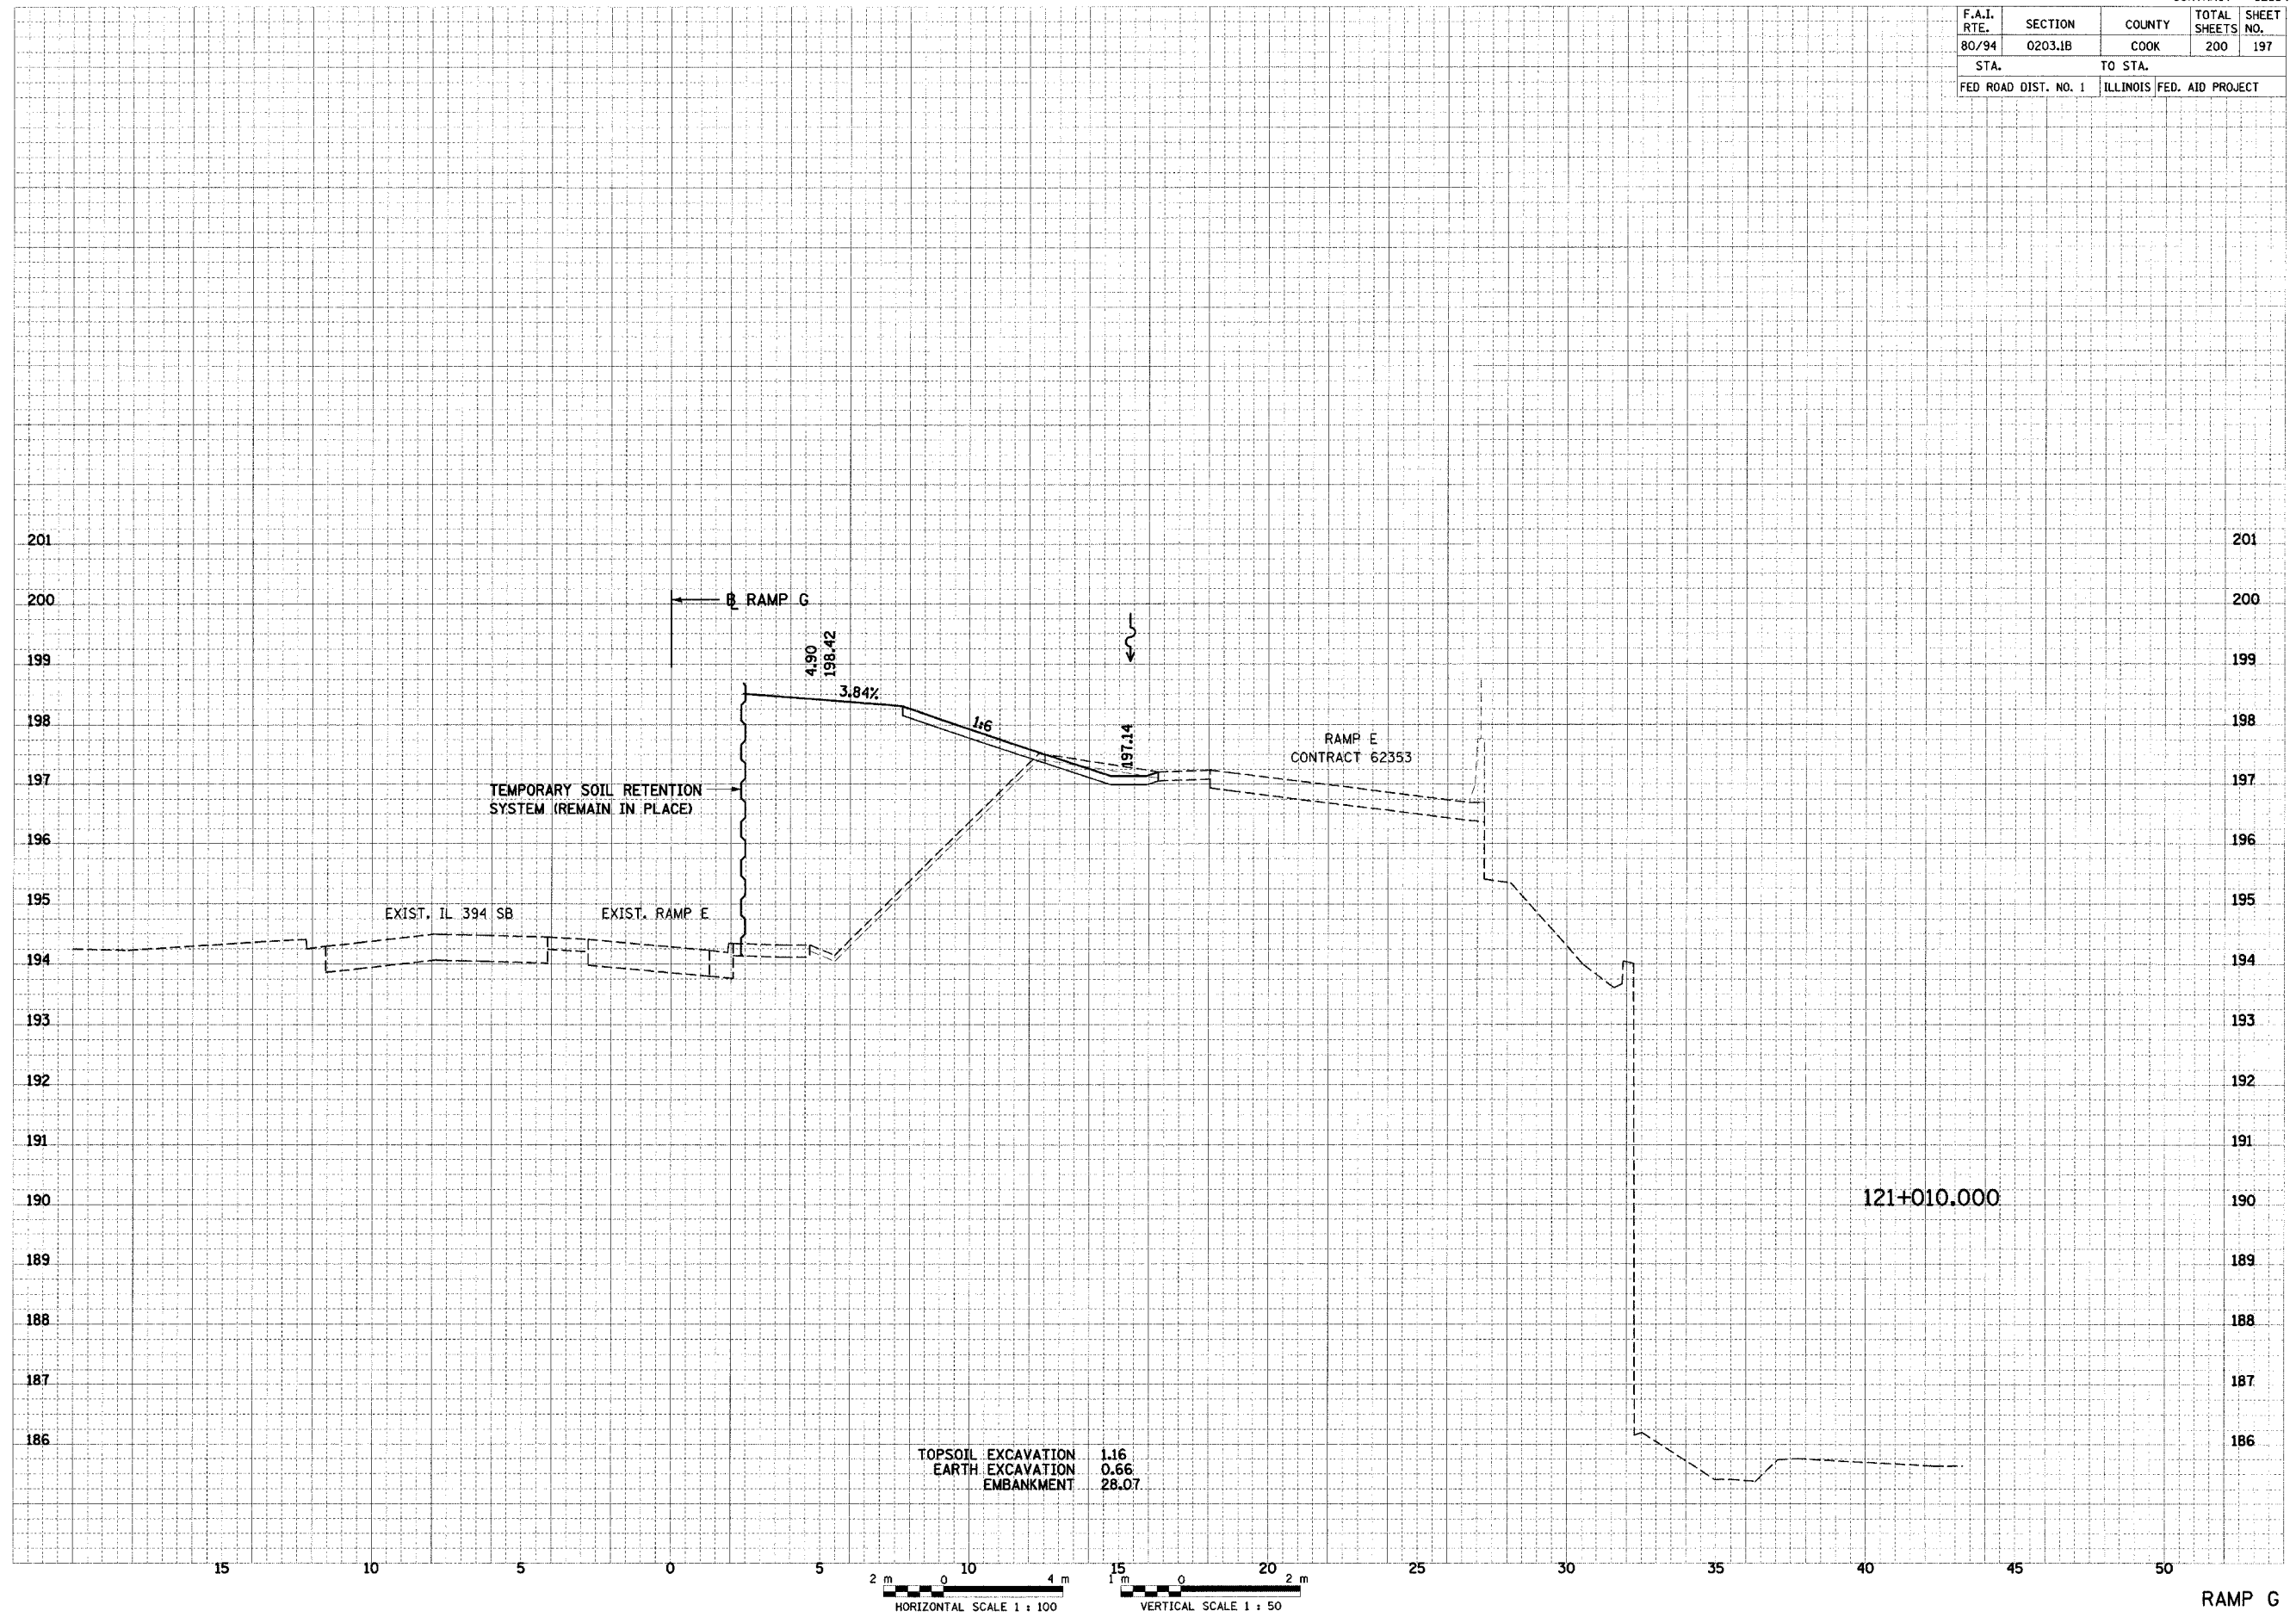 F.A.I. RTE. SECTION COUNTY TOTAL SHEETS SHEET NO.
80/94 0203.1B COOK 200 197
STA. TO STA.
FED ROAD DIST. NO. 1 ILLINOIS FED. AID PROJECT
201 201
200 200
℄ RAMP G
4.90
198.42
199 199
3.84%
198 198
1:6
197.14
RAMP E
CONTRACT 62353
197 197
TEMPORARY SOIL RETENTION
SYSTEM (REMAIN IN PLACE)
196 196
195 195
EXIST. IL 394 SB
EXIST. RAMP E
194 194
193 193
192 192
191 191
190 190
121+010.000
189 189
188 188
187 187
186 186
TOPSOIL EXCAVATION 1.16
EARTH EXCAVATION 0.66
EMBANKMENT 28.07
15 10 5 0 5 10 15 20 25 30 35 40 45 50
2 m 0 4 m
HORIZONTAL SCALE 1 : 100
1 m 0 2 m
VERTICAL SCALE 1 : 50
RAMP G